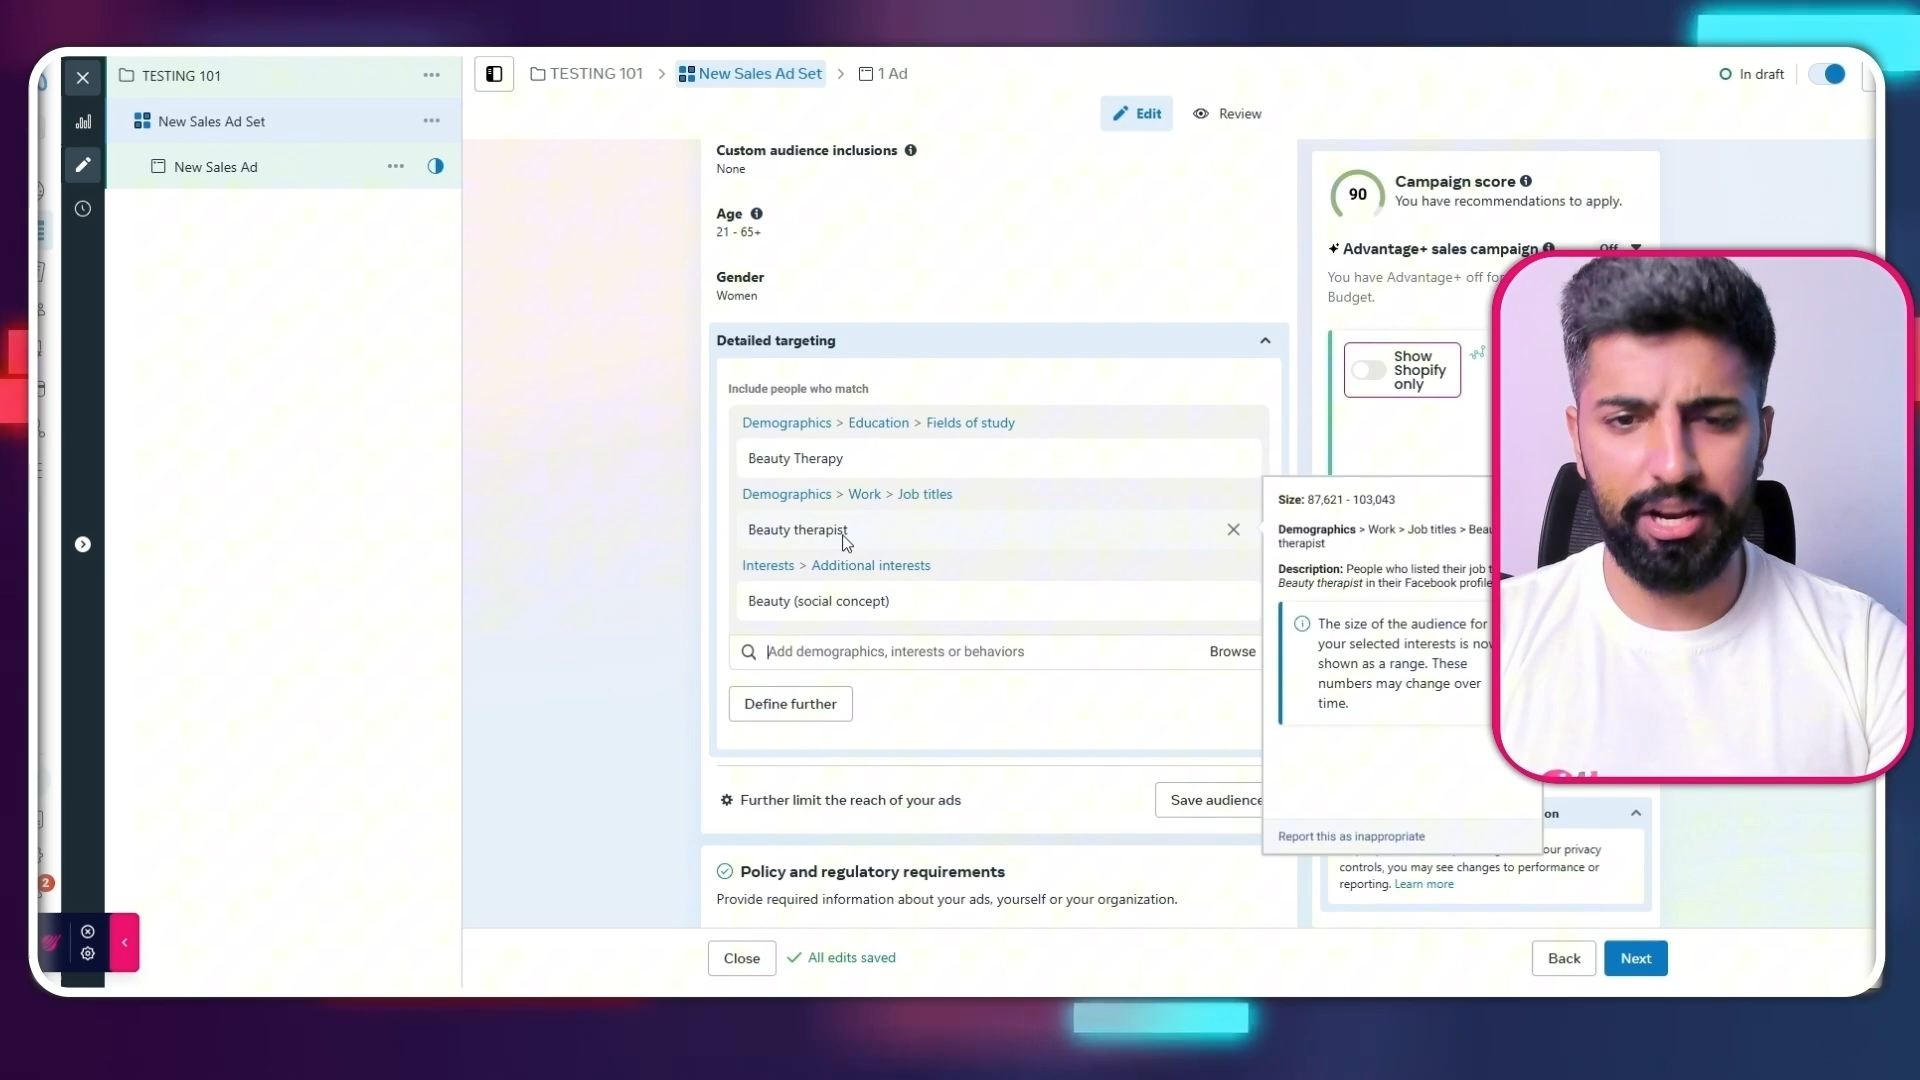 TESTING 101
New Sales Ad Set
New Sales Ad
TESTING 101 > New Sales Ad Set > 1 Ad
In draft
Edit
Review
Custom audience inclusions
None
Age
21 - 65+
Gender
Women
Detailed targeting
Include people who match
Demographics > Education > Fields of study
Beauty Therapy
Demographics > Work > Job titles
Beauty therapist
Interests > Additional interests
Beauty (social concept)
Add demographics, interests or behaviors
Browse
Define further
Further limit the reach of your ads
Save audience
Policy and regulatory requirements
Provide required information about your ads, yourself or your organization.
Close
All edits saved
Back
Next
90
Campaign score
You have recommendations to apply.
Advantage+ sales campaign
Off
You have Advantage+ off for
Budget.
Show
Shopify
only
Size: 87,621 - 103,043
Demographics > Work > Job titles > Beau
therapist
Description: People who listed their job t
Beauty therapist in their Facebook profile
The size of the audience for
your selected interests is now
shown as a range. These
numbers may change over
time.
Report this as inappropriate
on
our privacy
controls, you may see changes to performance or
reporting. Learn more
2